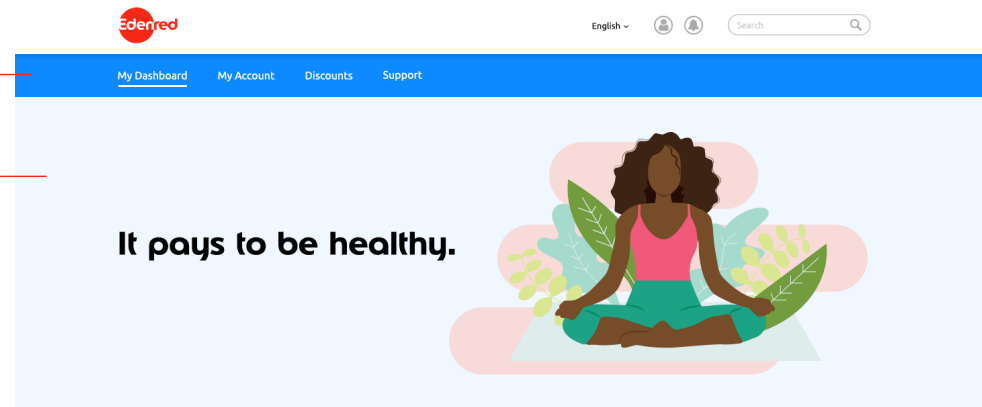 Edenred
English
Search
My Dashboard My Account Discounts Support
It pays to be healthy.